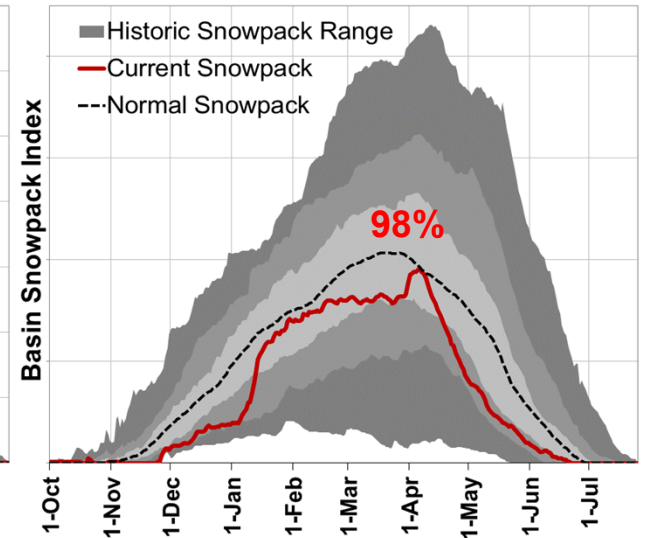 Historic Snowpack Range
Current Snowpack
Normal Snowpack
98%
Basin Snowpack Index
1-Oct
1-Nov
1-Dec
1-Jan
1-Feb
1-Mar
1-Apr
1-May
1-Jun
1-Jul